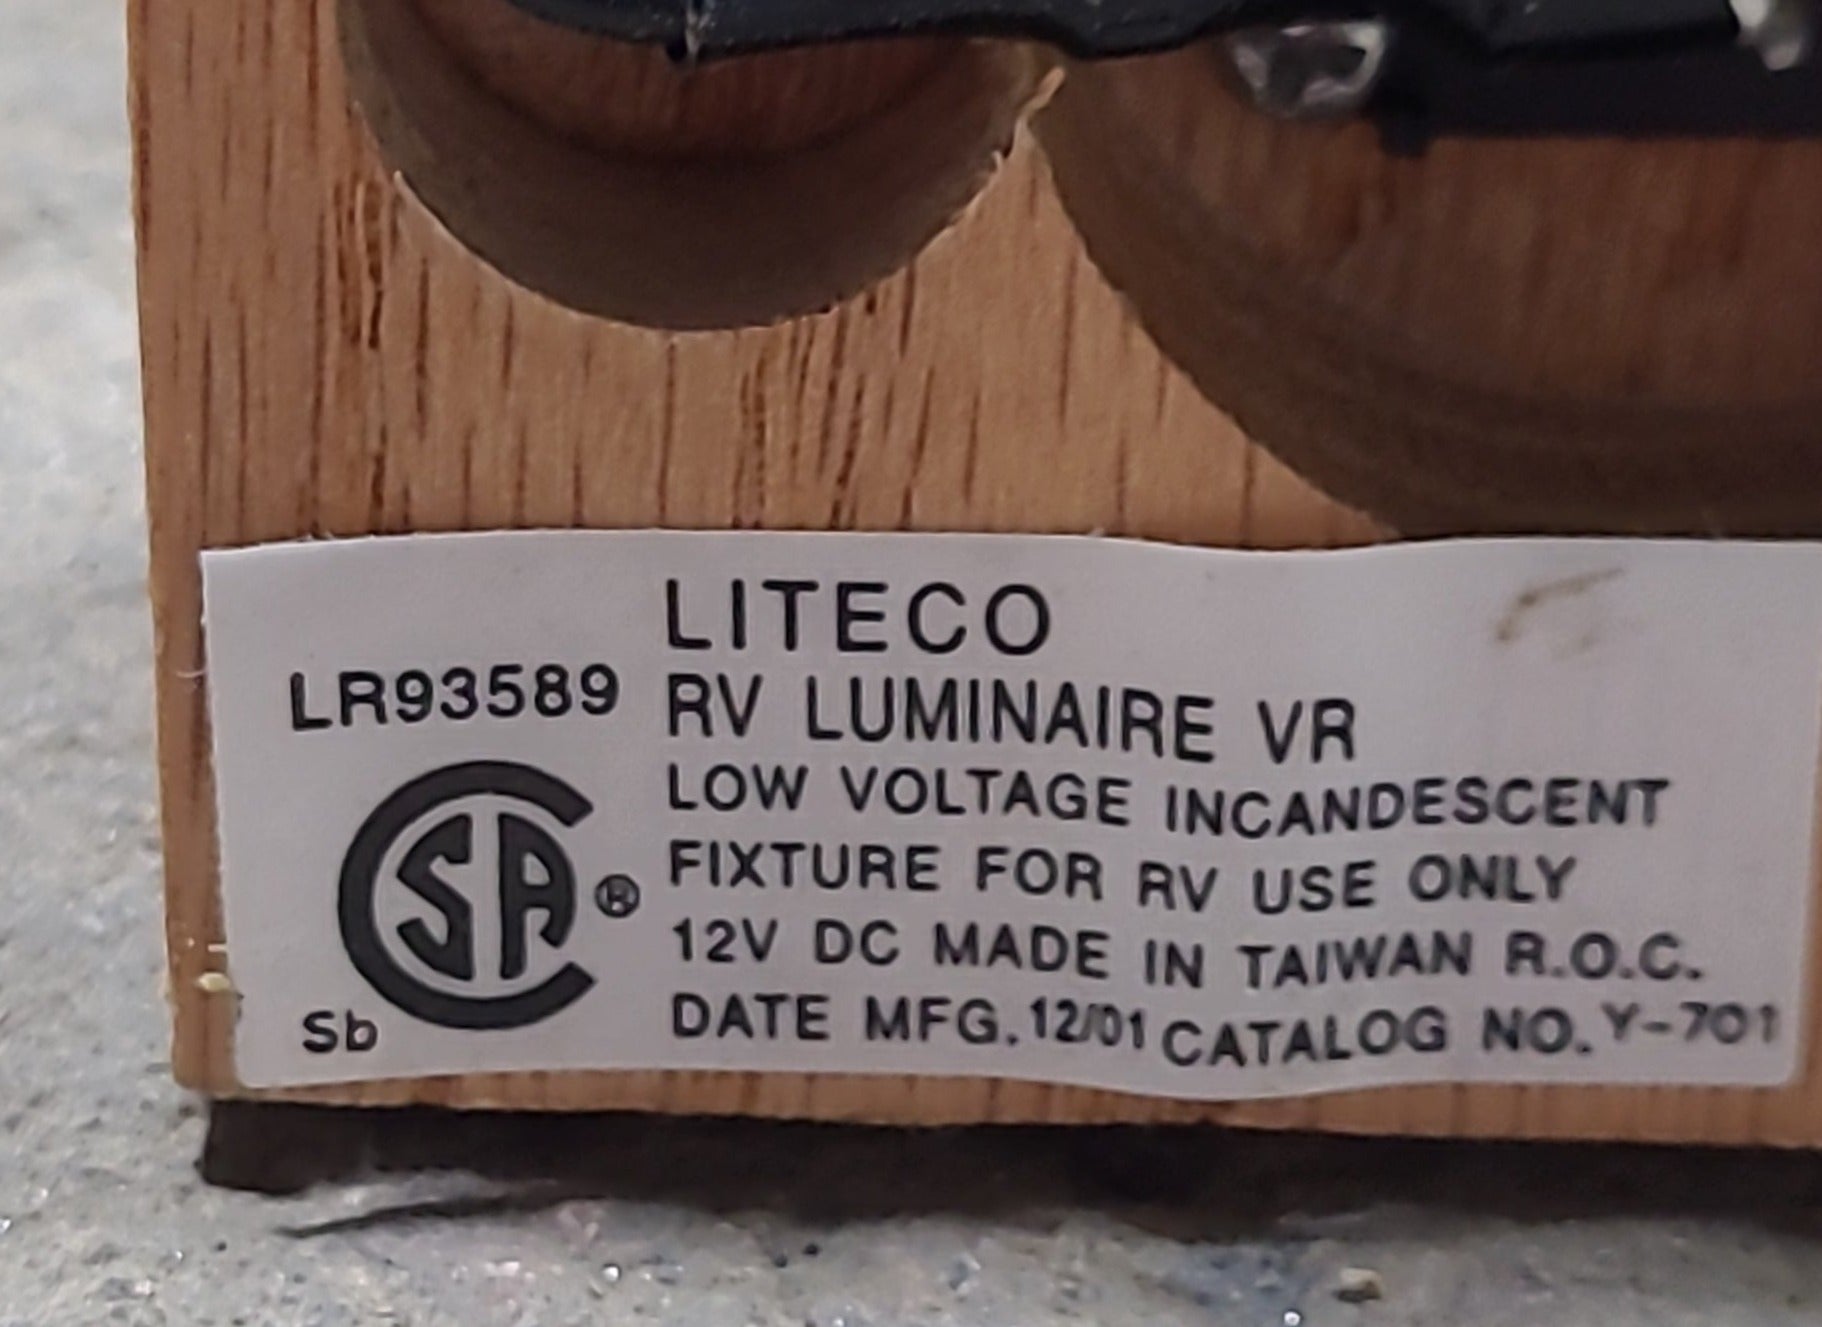 LITECO
LR93589
RV LUMINAIRE VR
LOW VOLTAGE INCANDESCENT
FIXTURE FOR RV USE ONLY
CSA ®
12V DC MADE IN TAIWAN R.O.C.
Sb
DATE MFG. 12/01 CATALOG NO. Y-701